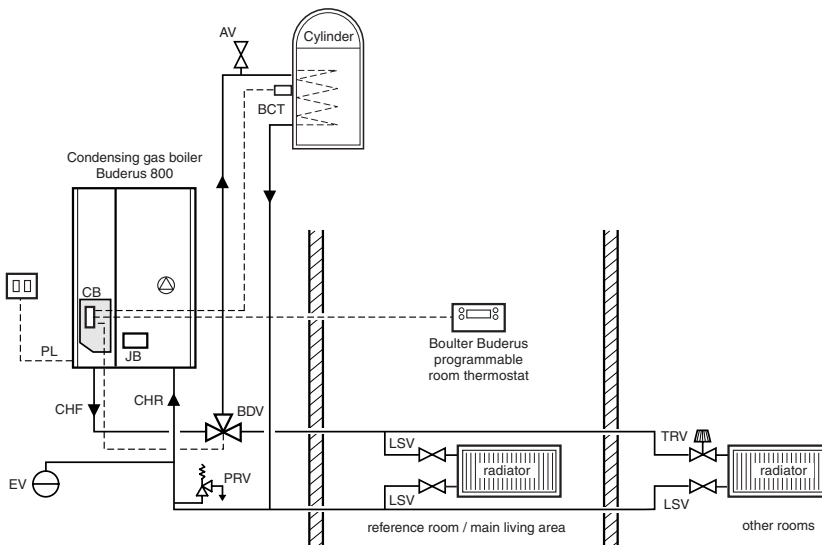 AV
Cylinder
BCT
Condensing gas boiler
Buderus 800
CB
JB
PL
Boulter Buderus
programmable
room thermostat
CHF
CHR
BDV
LSV
TRV
radiator
radiator
EV
PRV
LSV
LSV
reference room / main living area
other rooms